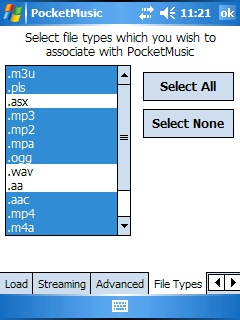 PocketMusic 11:21 ok
Select file types which you wish to
associate with PocketMusic
.m3u
.pls
.asx
.mp3
.mp2
.mpa
.ogg
.wav
.aa
.aac
.mp4
.m4a
Select All
Select None
Load Streaming Advanced File Types